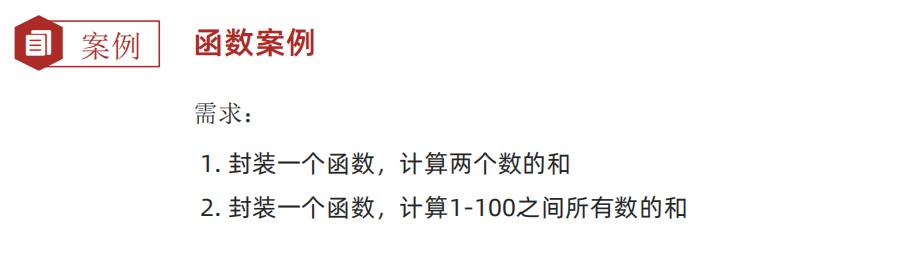 案例
函数案例
需求：
1. 封装一个函数，计算两个数的和
2. 封装一个函数，计算1-100之间所有数的和